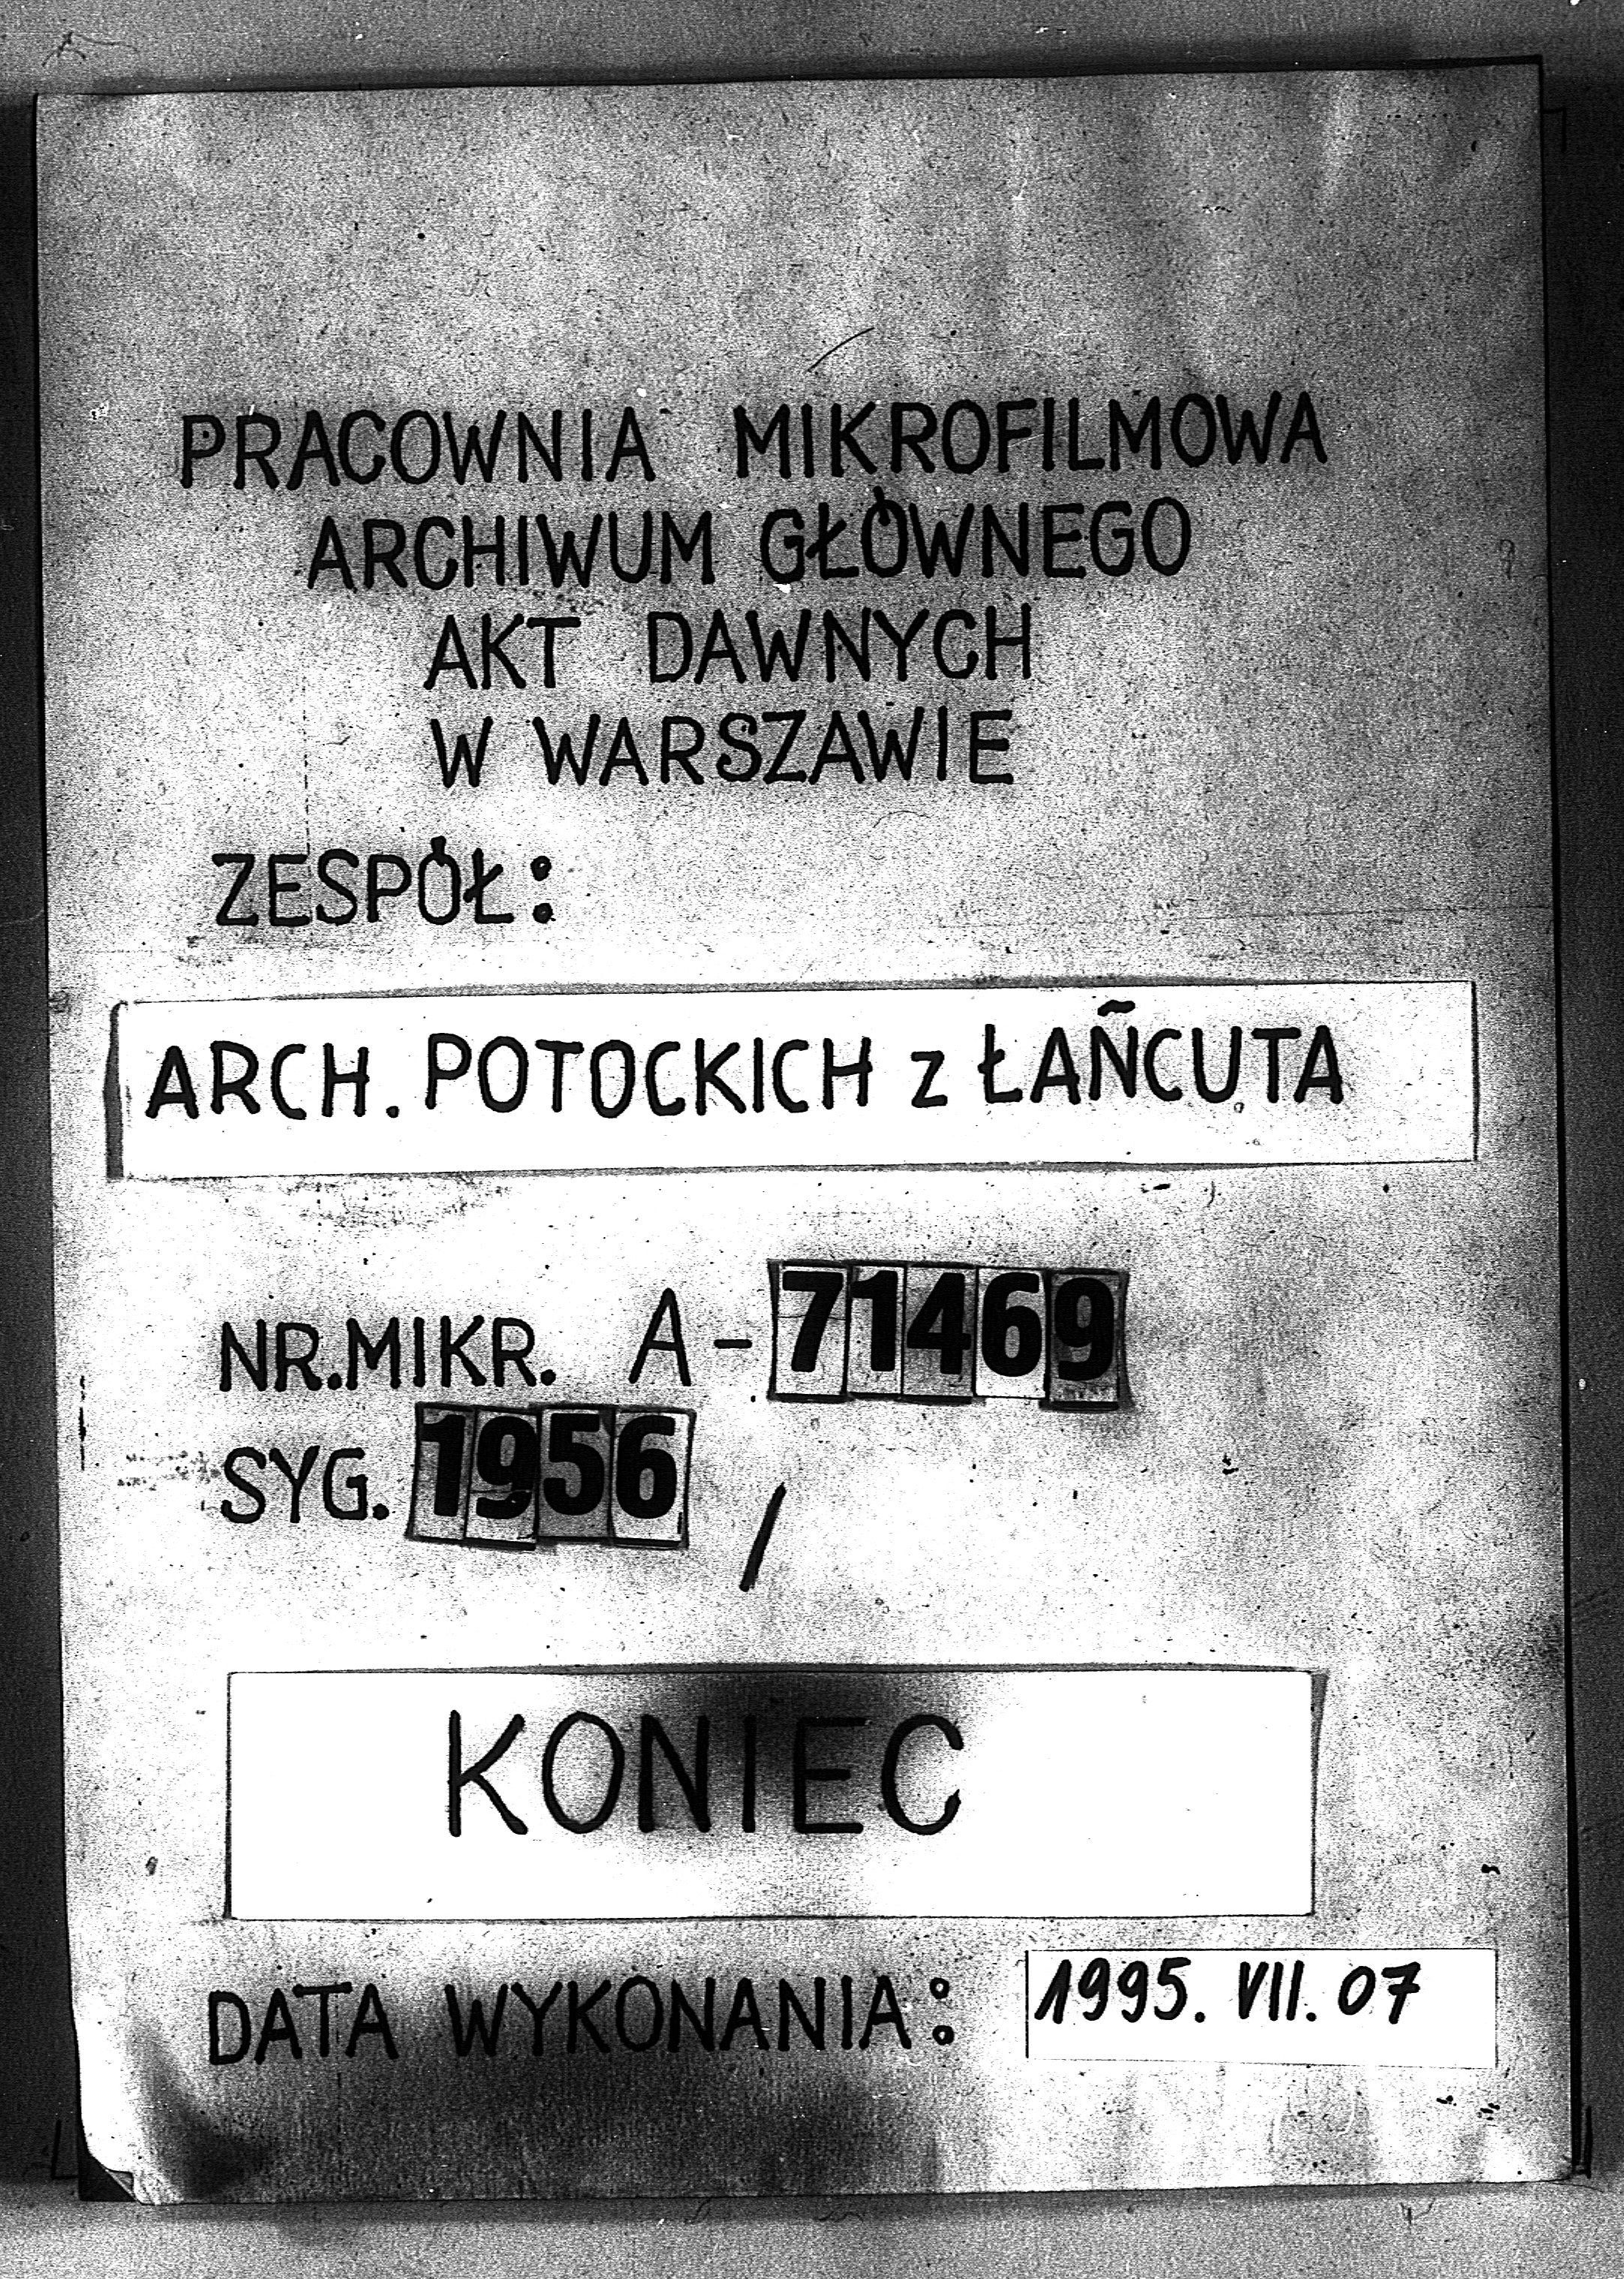 PRACOWNIA MIKROFILMOWA
ARCHIWUM GŁÓWNEGO
AKT DAWNYCH
W WARSZAWIE
ZESPÓŁ:
ARCH. POTOCKICH z ŁAŃCUTA
NR.MIKR. A-71469
SYG. 1956 /
KONIEC
DATA WYKONANIA: 1995. VII. 07